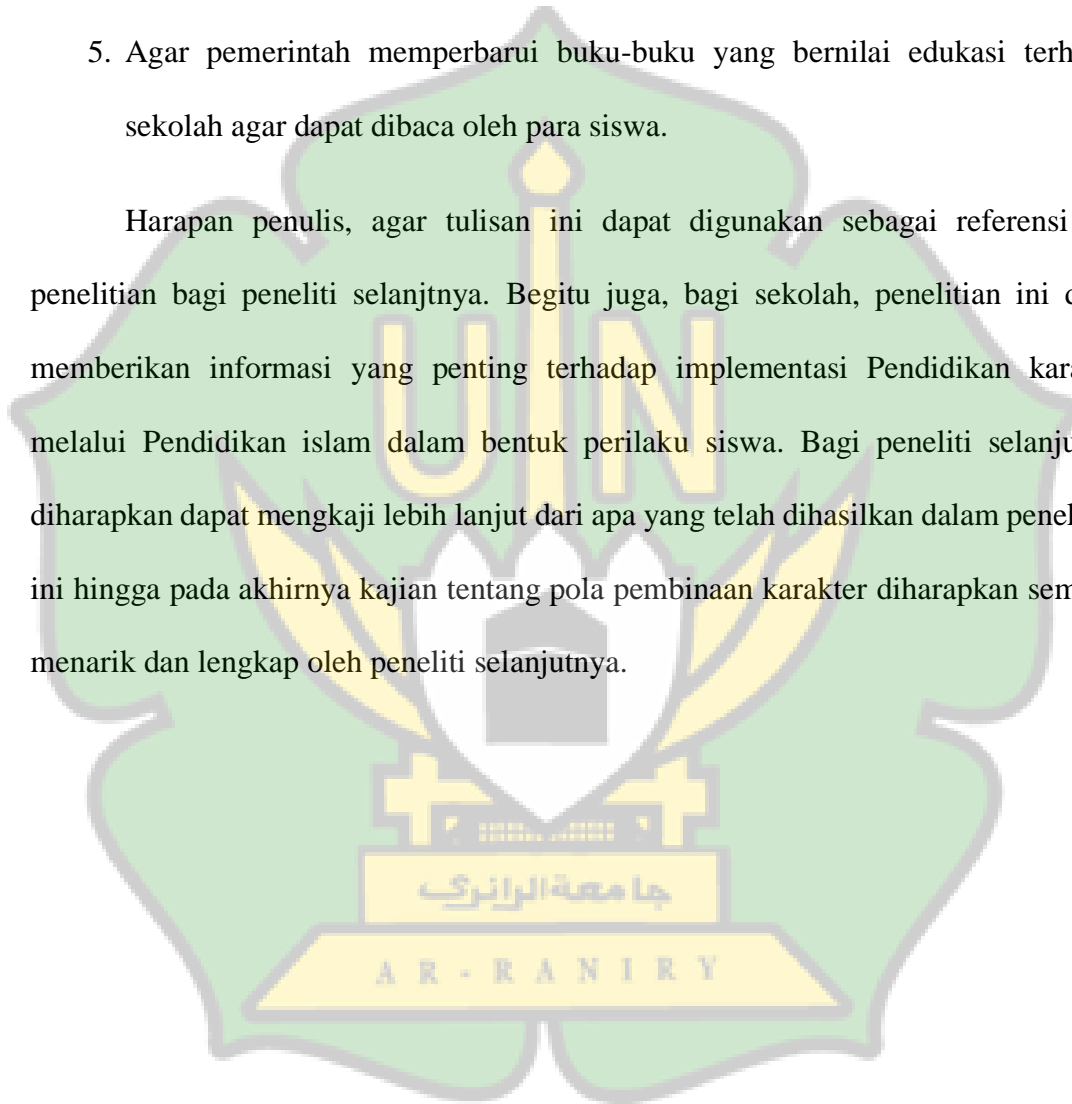 5. Agar pemerintah memperbarui buku-buku yang bernilai edukasi terh
sekolah agar dapat dibaca oleh para siswa.
Harapan penulis, agar tulisan ini dapat digunakan sebagai referensi
penelitian bagi peneliti selanjtnya. Begitu juga, bagi sekolah, penelitian ini d
memberikan informasi yang penting terhadap implementasi Pendidikan kara
melalui Pendidikan islam dalam bentuk perilaku siswa. Bagi peneliti selanju
diharapkan dapat mengkaji lebih lanjut dari apa yang telah dihasilkan dalam penel
ini hingga pada akhirnya kajian tentang pola pembinaan karakter diharapkan sem
menarik dan lengkap oleh peneliti selanjutnya.
UIN
جامعة الرانري
AR-RANIRY